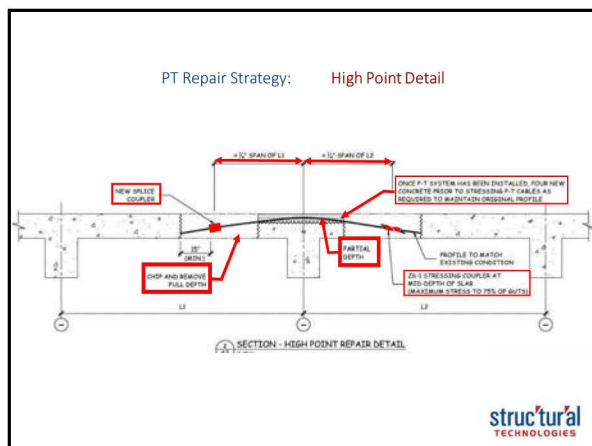 PT Repair Strategy: High Point Detail
± ¼" SPAN OF L1
± ¼" SPAN OF L2
NEW SPLICE
COUPLER
ONCE P-T SYSTEM HAS BEEN INSTALLED, POUR NEW
CONCRETE PRIOR TO STRESSING P-T CABLES AS
REQUIRED TO MAINTAIN ORIGINAL PROFILE
15"
(MIN.)
CHIP AND REMOVE
FULL DEPTH
PARTIAL
DEPTH
PROFILE TO MATCH
EXISTING CONDITION
ZS-1 STRESSING COUPLER AT
MID-DEPTH OF SLAB
(MAXIMUM STRESS TO 75% OF GUTS)
L1
L2
2
SECTION - HIGH POINT REPAIR DETAIL
struc'tur'al
TECHNOLOGIES